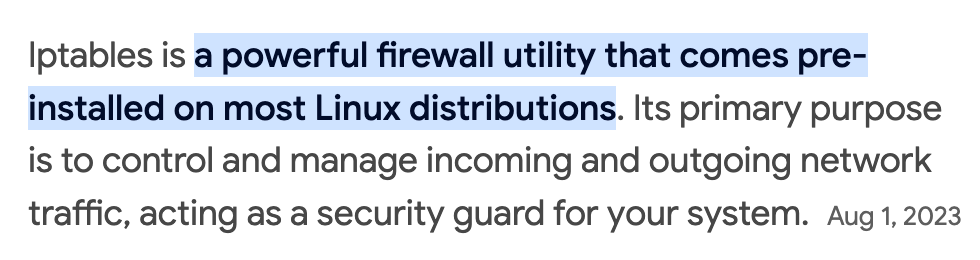 Iptables is a powerful firewall utility that comes pre-
installed on most Linux distributions. Its primary purpose
is to control and manage incoming and outgoing network
traffic, acting as a security guard for your system. Aug 1, 2023